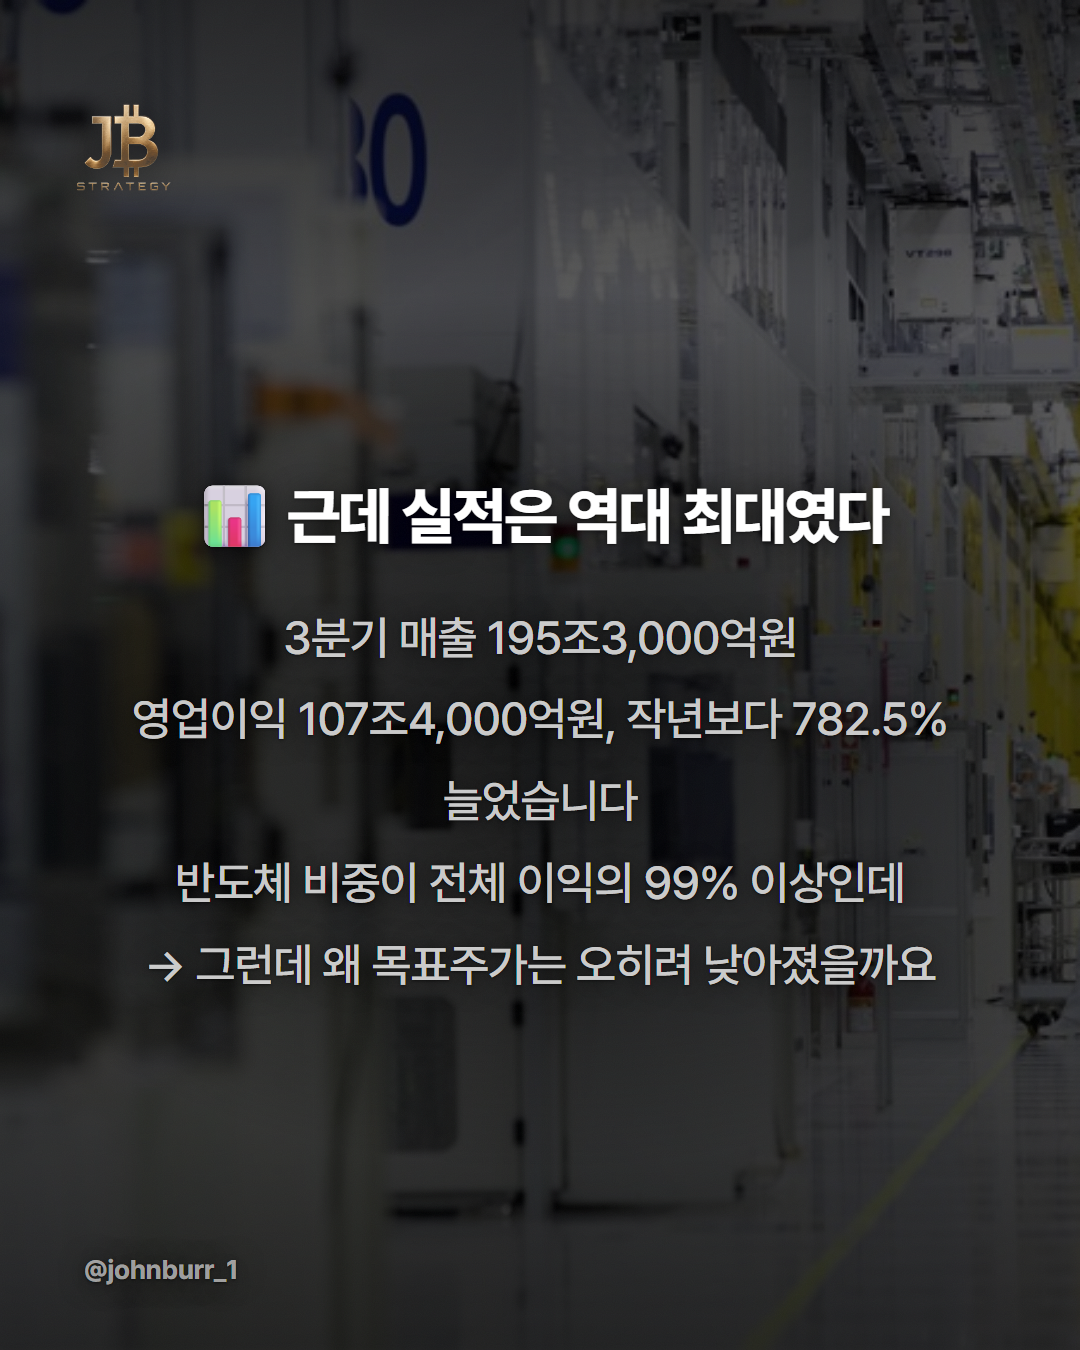 JB
STRATEGY
30
VT298
📊 근데 실적은 역대 최대였다
3분기 매출 195조3,000억원
영업이익 107조4,000억원, 작년보다 782.5%
늘었습니다
반도체 비중이 전체 이익의 99% 이상인데
→ 그런데 왜 목표주가는 오히려 낮아졌을까요
@johnburr_1